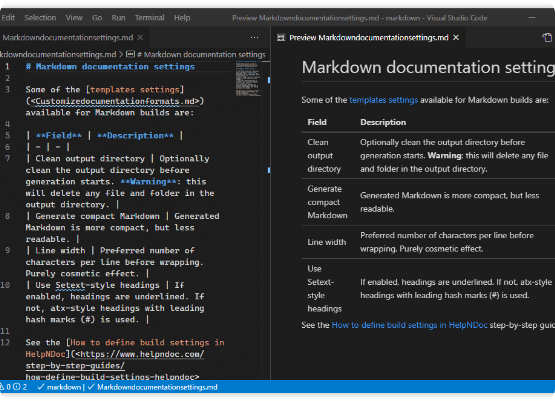 Edit Selection View Go Run Terminal Help Preview Markdowndocumentationsettings.md - markdown - Visual Studio Code
Markdowndocumentationsettings.md ×
kdowndocumentationsettings.md > # Markdown documentation settings
1 # Markdown documentation settings
2
3 Some of the [templates settings]
(<Customizedocumentationformats.md>)
available for Markdown builds are:
4
5 | **Field** | **Description** |
6 | - | - |
7 | Clean output directory | Optionally
clean the output directory before
generation starts. **Warning**: this
will delete any file and folder in the
output directory. |
8 | Generate compact Markdown | Generated
Markdown is more compact, but less
readable. |
9 | Line width | Preferred number of
characters per line before wrapping.
Purely cosmetic effect. |
10 | Use Setext-style headings | If
enabled, headings are underlined. If
not, atx-style headings with leading
hash marks (#) is used. |
11
12 See the [How to define build settings in
HelpNDoc](<https://www.helpndoc.com/
step-by-step-guides/
how-define-build-settings-helpndoc>
Preview Markdowndocumentationsettings.md ×
Markdown documentation setting
Some of the templates settings available for Markdown builds are:
Field Description
Clean
output
directory
Optionally clean the output directory before
generation starts. Warning: this will delete any file
and folder in the output directory.
Generate
compact
Markdown
Generated Markdown is more compact, but less
readable.
Line width
Preferred number of characters per line before
wrapping. Purely cosmetic effect.
Use
Setext-
style
headings
If enabled, headings are underlined. If not, atx-style
headings with leading hash marks (#) is used.
See the How to define build settings in HelpNDoc step-by-step guid
0 2 markdown | Markdowndocumentationsettings.md